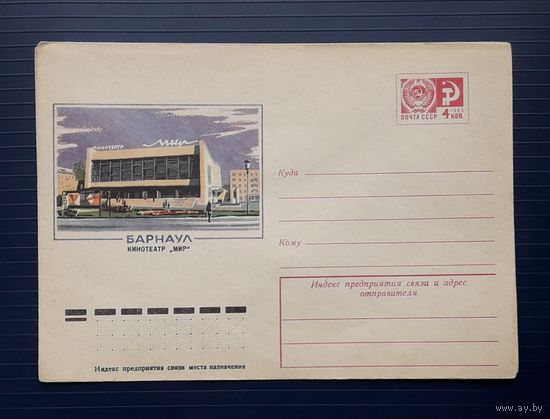 КИНОТЕАТР МИР
БАРНАУЛ
КИНОТЕАТР „МИР“
ПОЧТА СССР 4 КОП.
Куда
Кому
Индекс предприятия связи и адрес
отправителя
Индекс предприятия связи места назначения
www.ay.by